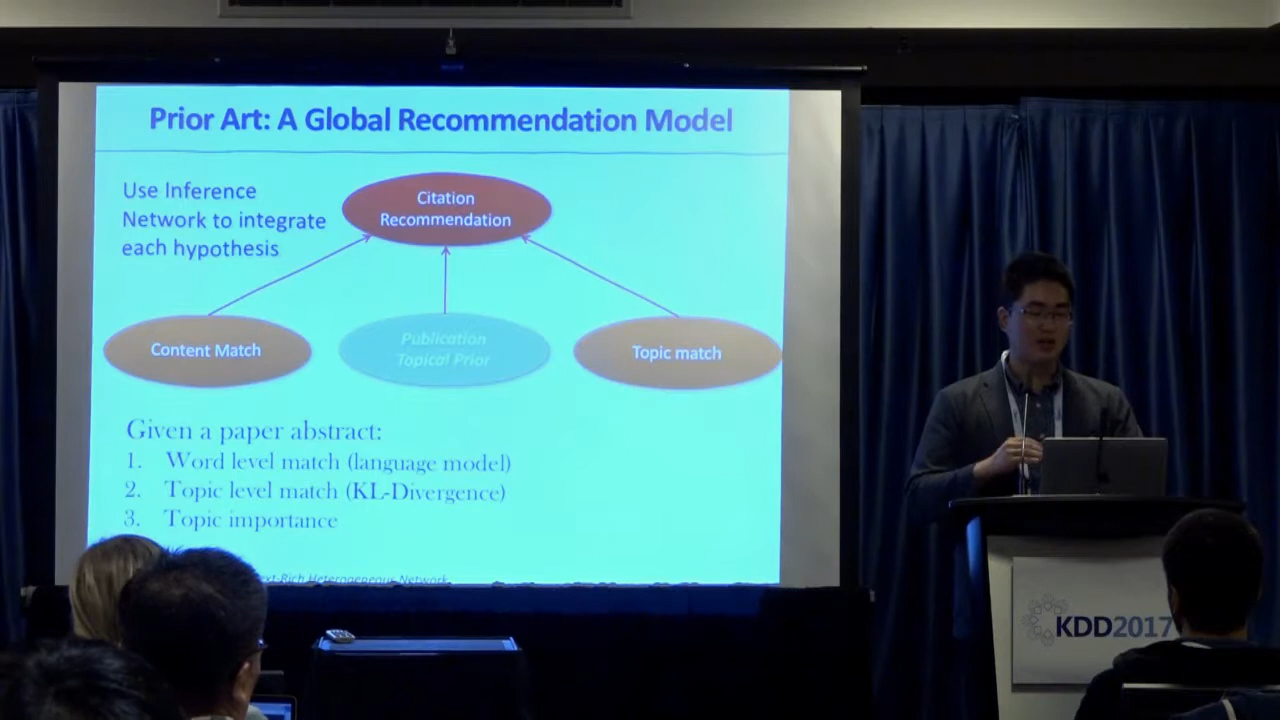 Prior Art: A Global Recommendation Model
Use Inference
Network to integrate
each hypothesis
Citation
Recommendation
Content Match
Publication
Topical Prior
Topic match
Given a paper abstract:
1. Word level match (language model)
2. Topic level match (KL-Divergence)
3. Topic importance
Heterogeneous Network
KDD2017